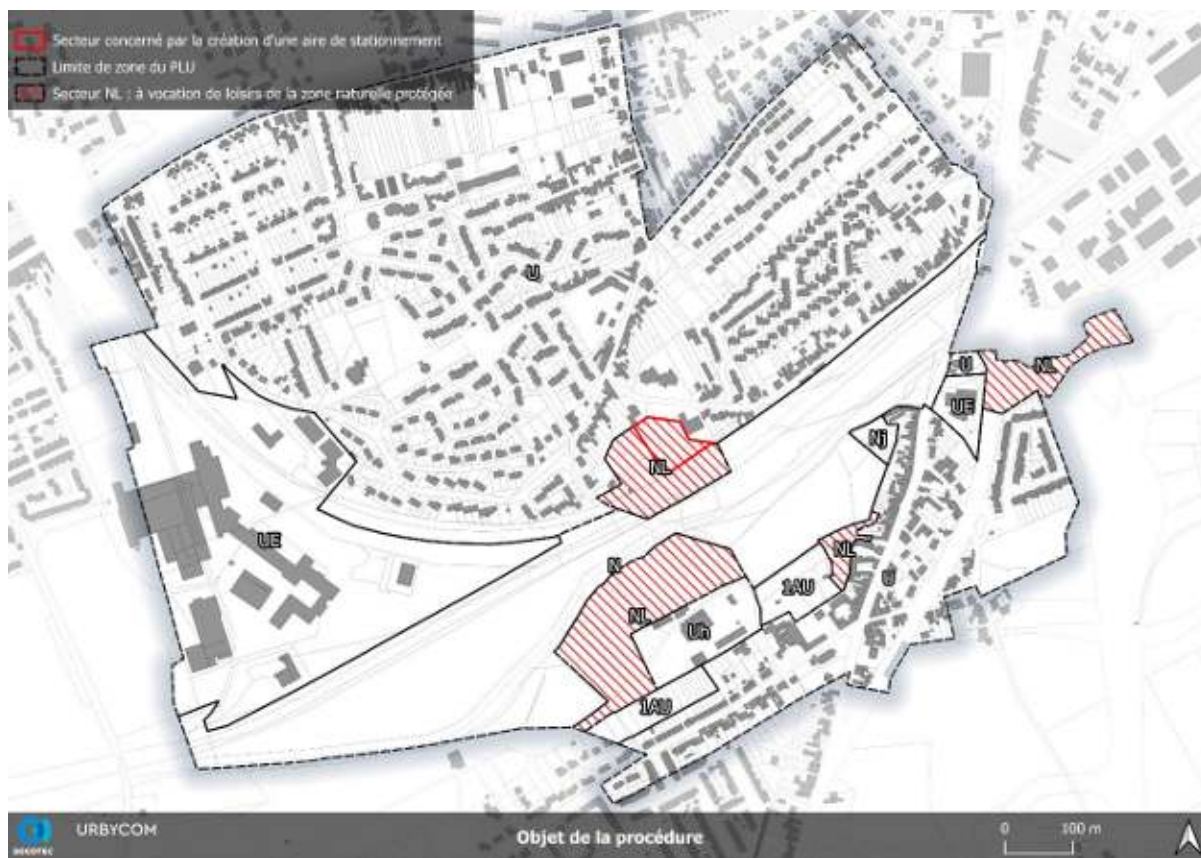 Secteur concerné par la création d'une aire de stationnement
Limite de zone du PLU
Secteur NL : à vocation de loisirs de la zone naturelle protégée
U
U
NL
UE
Nj
NL
UE
N
NL
1AU
U
NL
Uh
1AU
URBYCOM
Objet de la procédure
0 100 m